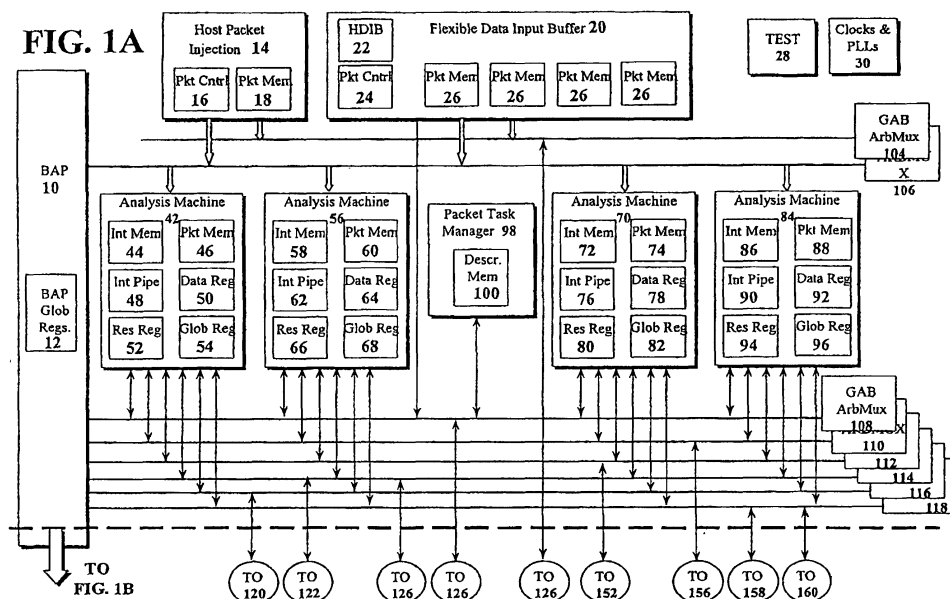 FIG. 1A
Host Packet
Injection 14
Pkt Cntrl
16
Pkt Mem
18
HDIB
22
Flexible Data Input Buffer 20
Pkt Cntrl
24
Pkt Mem
26
Pkt Mem
26
Pkt Mem
26
Pkt Mem
26
TEST
28
Clocks &
PLLs
30
GAB
ArbMux
104
X
106
BAP
10
BAP
Glob
Regs.
12
Analysis Machine
42
Int Mem
44
Pkt Mem
46
Int Pipe
48
Data Reg
50
Res Reg
52
Glob Reg
54
Analysis Machine
56
Int Mem
58
Pkt Mem
60
Int Pipe
62
Data Reg
64
Res Reg
66
Glob Reg
68
Packet Task
Manager 98
Descr.
Mem
100
Analysis Machine
70
Int Mem
72
Pkt Mem
74
Int Pipe
76
Data Reg
78
Res Reg
80
Glob Reg
82
Analysis Machine
84
Int Mem
86
Pkt Mem
88
Int Pipe
90
Data Reg
92
Res Reg
94
Glob Reg
96
GAB
ArbMux
108
110
112
114
116
118
TO
FIG. 1B
TO
120
TO
122
TO
126
TO
126
TO
126
TO
152
TO
156
TO
158
TO
160